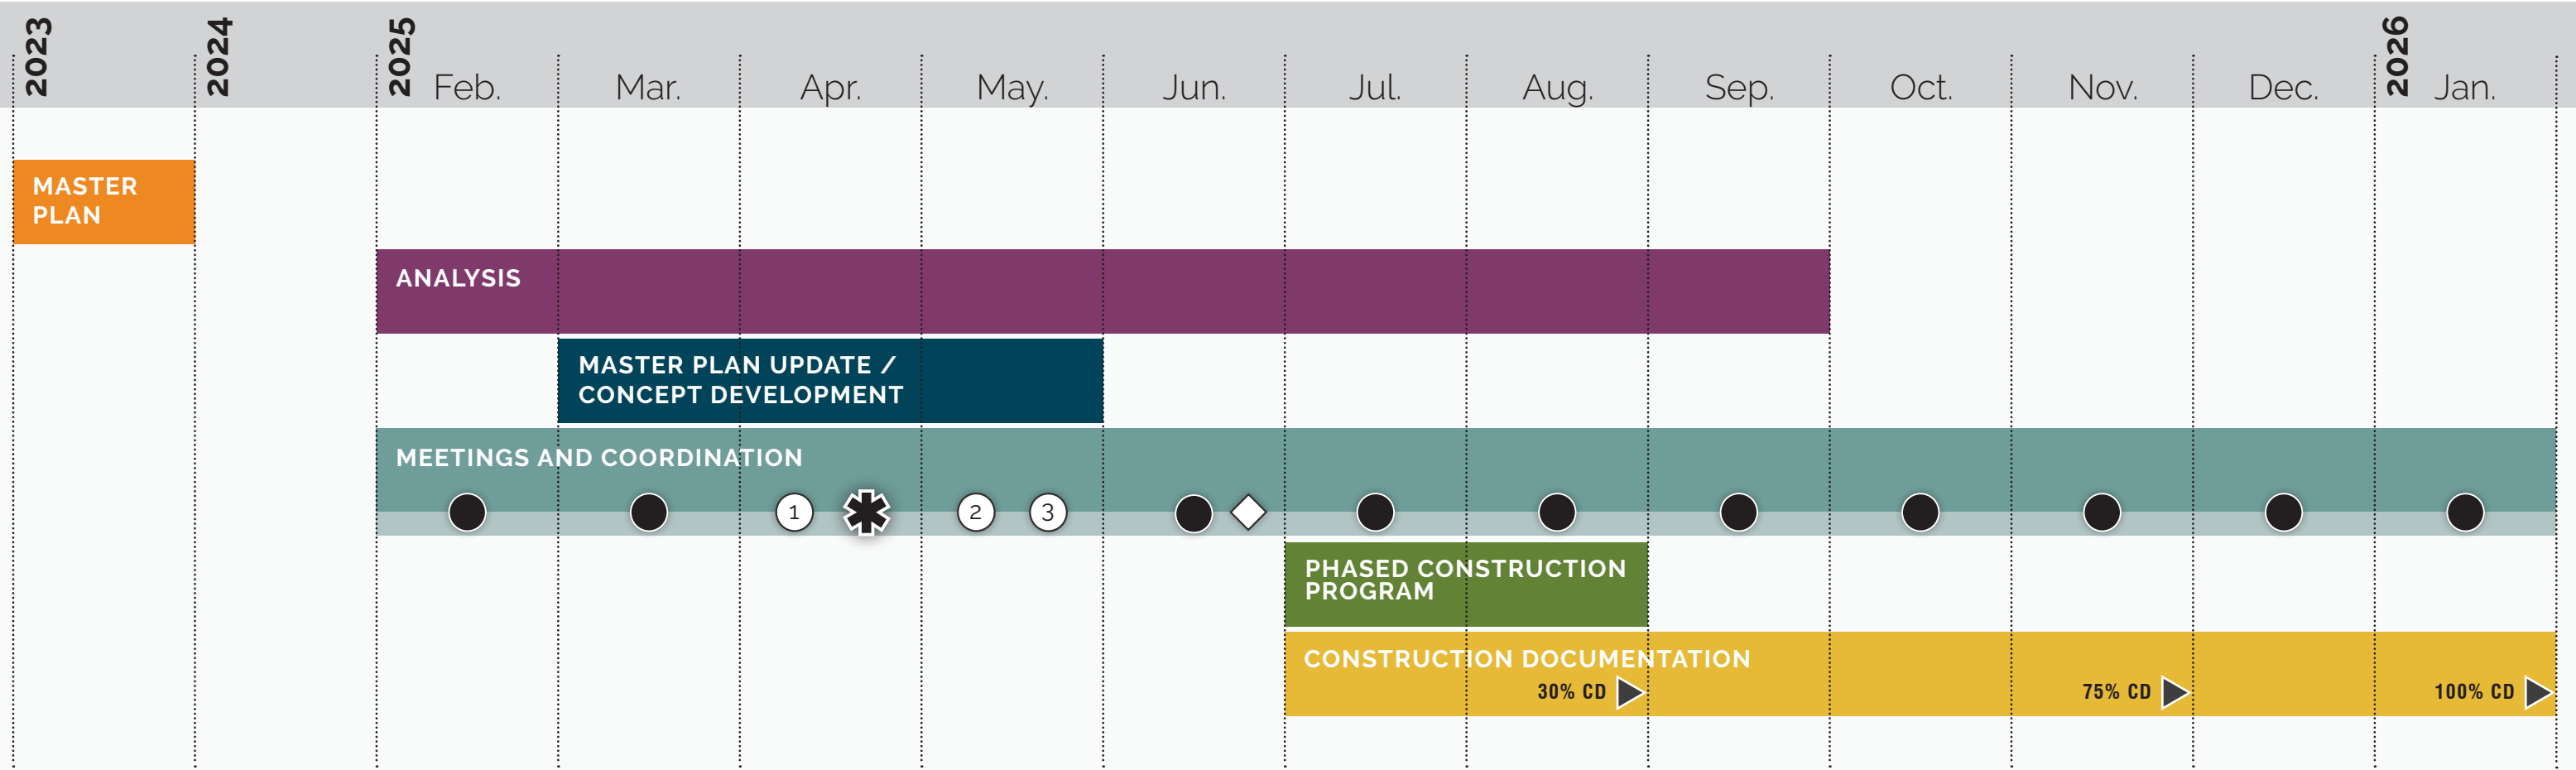 2023
2024
2025
2026
Feb. Mar. Apr. May. Jun. Jul. Aug. Sep. Oct. Nov. Dec. Jan.
MASTER
PLAN
ANALYSIS
MASTER PLAN UPDATE /
CONCEPT DEVELOPMENT
MEETINGS AND COORDINATION
1 2 3
PHASED CONSTRUCTION
PROGRAM
CONSTRUCTION DOCUMENTATION
30% CD 75% CD 100% CD